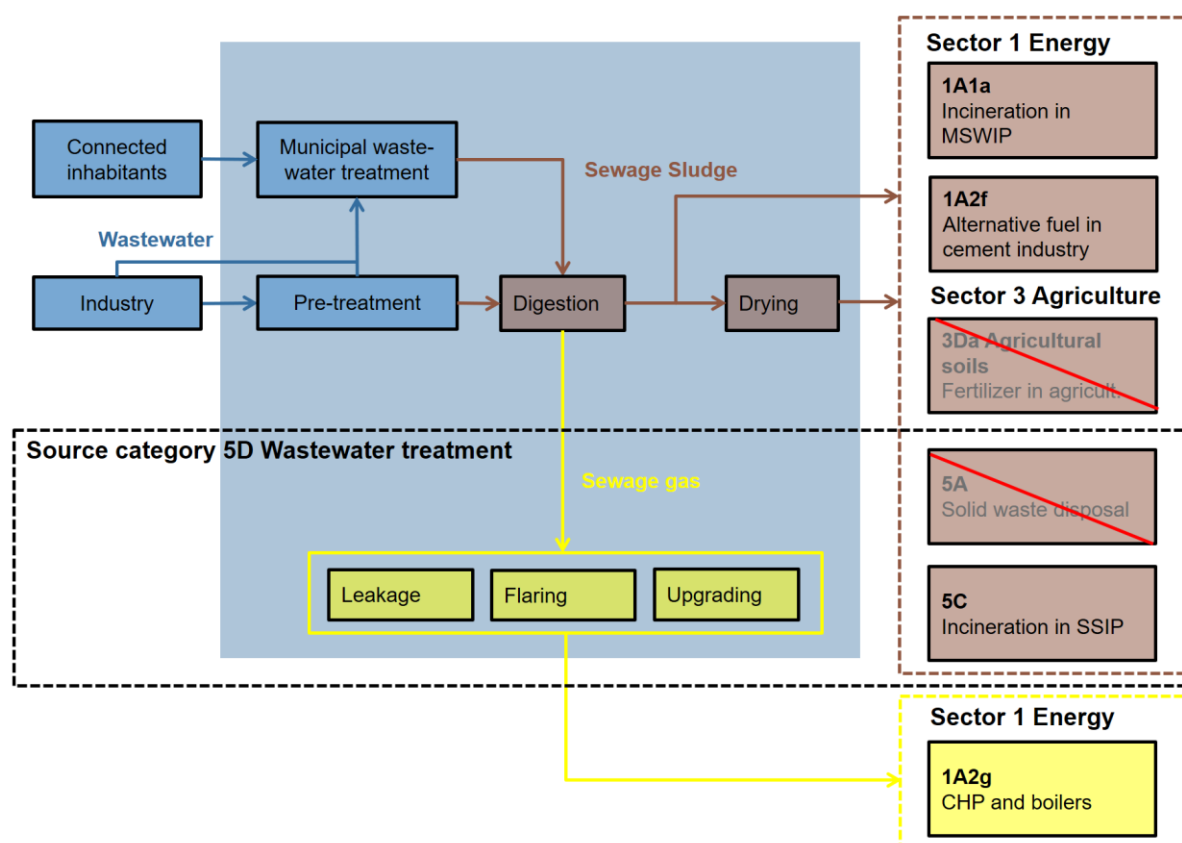 Sector 1 Energy
1A1a
Incineration in
MSWIP
Connected
inhabitants
Municipal waste-
water treatment
Sewage Sludge
1A2f
Alternative fuel in
cement industry
Wastewater
Industry
Pre-treatment
Digestion
Drying
Sector 3 Agriculture
3Da Agricultural
soils
Fertilizer in agricult.
Source category 5D Wastewater treatment
Sewage gas
5A
Solid waste disposal
Leakage
Flaring
Upgrading
5C
Incineration in SSIP
Sector 1 Energy
1A2g
CHP and boilers